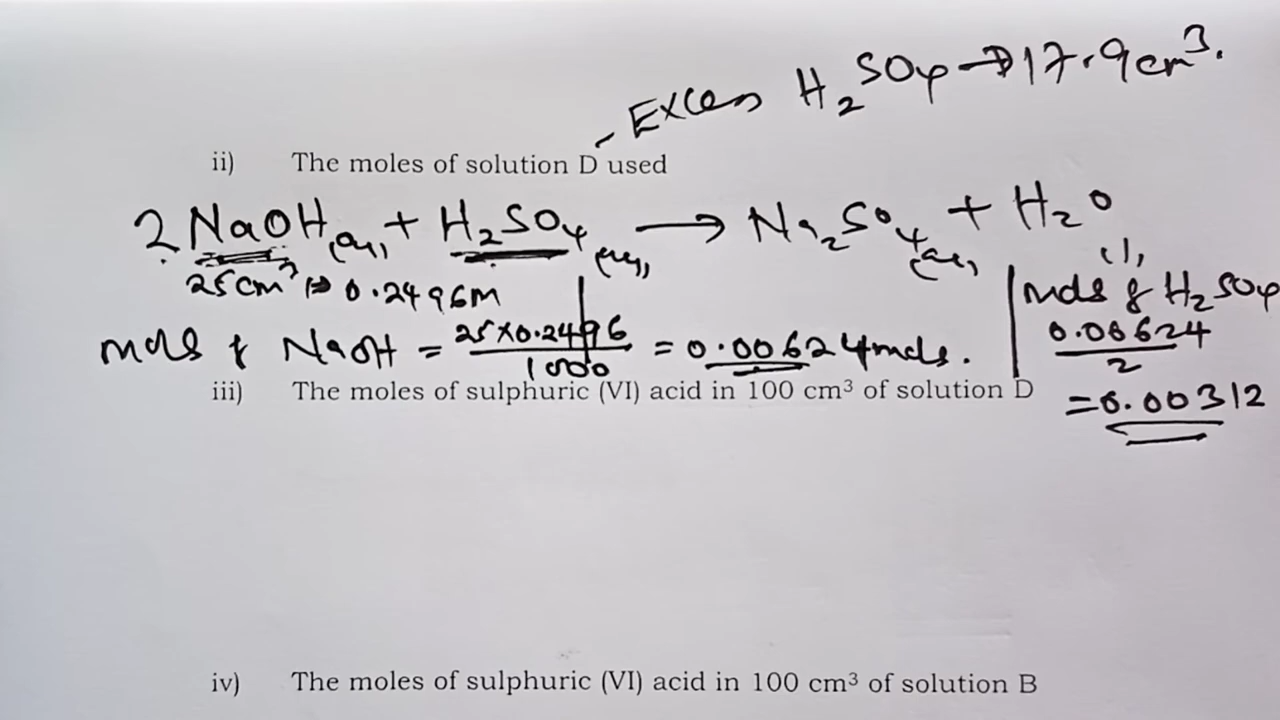 - Excess H₂SO₄ → 17.9cm³.
ii) The moles of solution D used
2NaOH(aq) + H₂SO₄(aq) → Na₂SO₄(aq) + H₂O(l)
25cm³ 0.2496M
mols of NaOH = 25×0.2496/1000 = 0.00624mols.
mols of H₂SO₄
0.00624/2
=0.00312
iii) The moles of sulphuric (VI) acid in 100 cm³ of solution D
iv) The moles of sulphuric (VI) acid in 100 cm³ of solution B